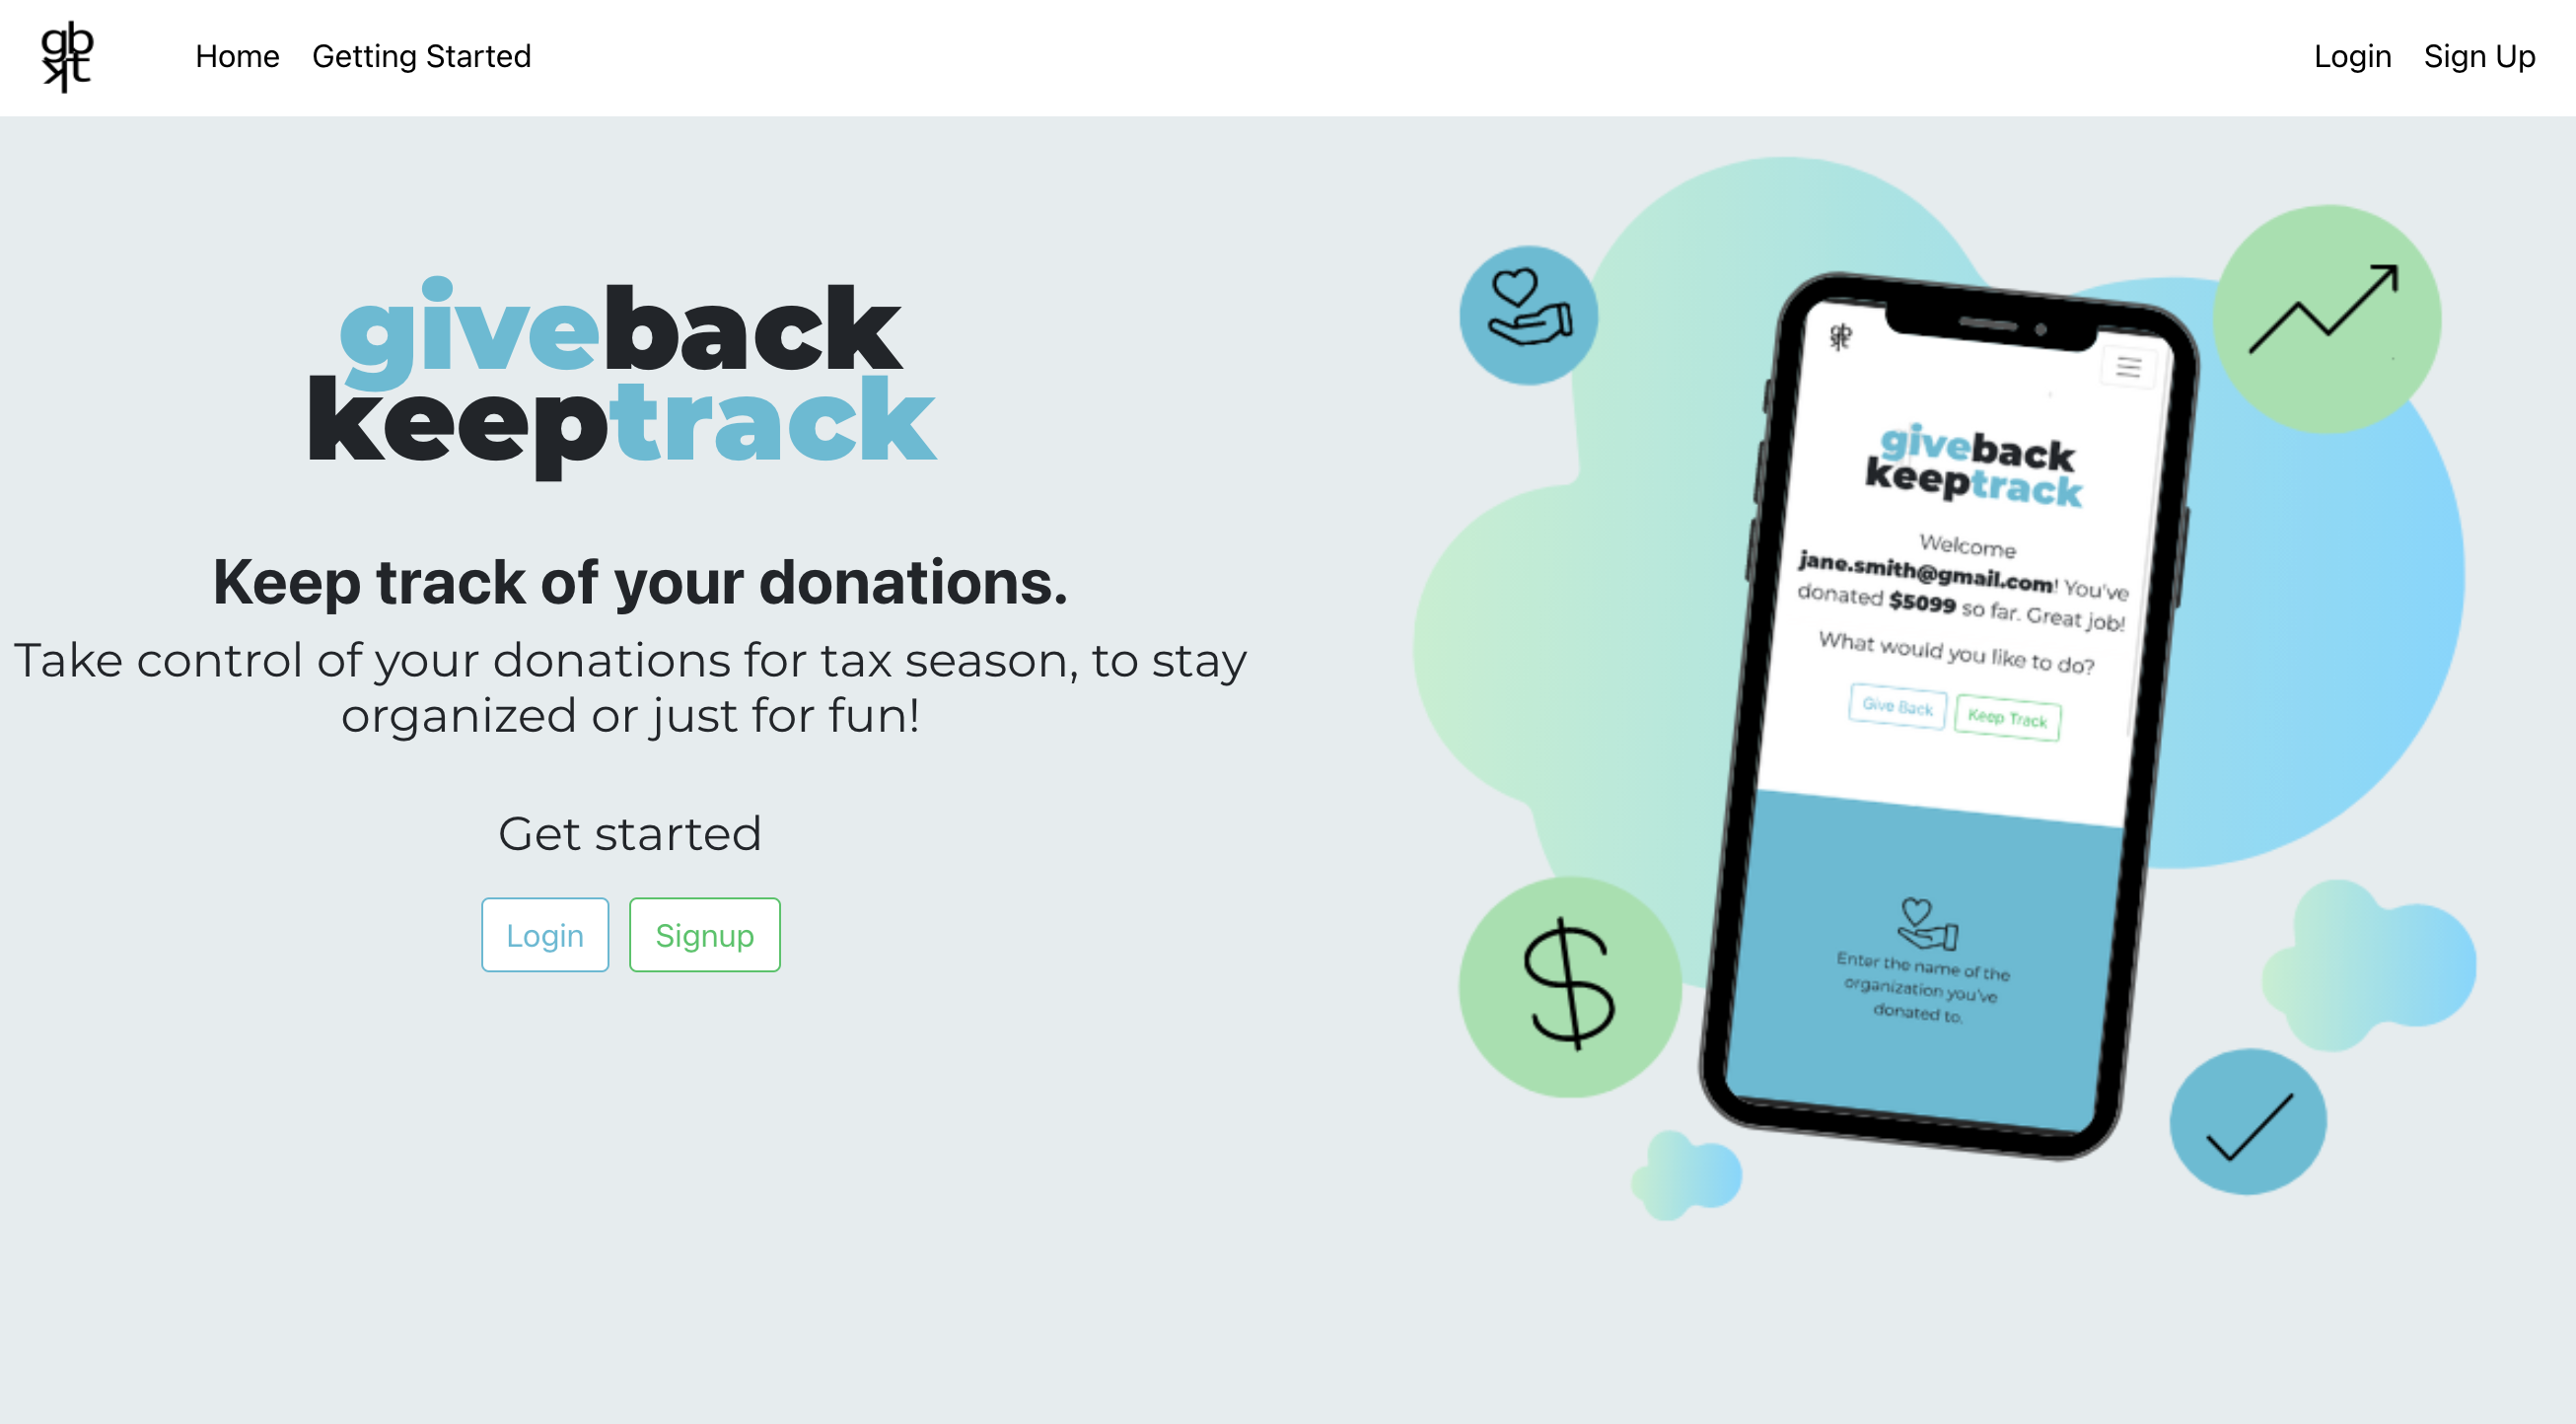 gb
kt
Home Getting Started Login Sign Up
giveback
keeptrack
Keep track of your donations.
Take control of your donations for tax season, to stay
organized or just for fun!
Get started
Login Signup
gb
kt
giveback
keeptrack
Welcome
jane.smith@gmail.com! You've
donated $5099 so far. Great job!
What would you like to do?
Give Back Keep Track
Enter the name of the
organization you've
donated to.
$